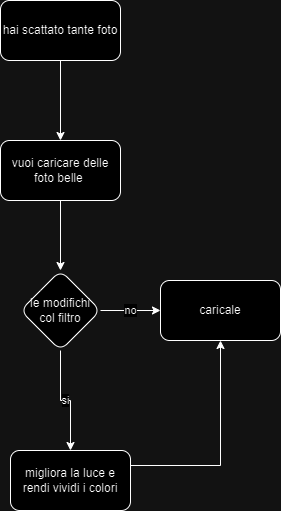 hai scattato tante foto
vuoi caricare delle
foto belle
le modifichi
col filtro
no
caricale
si
migliora la luce e
rendi vividi i colori